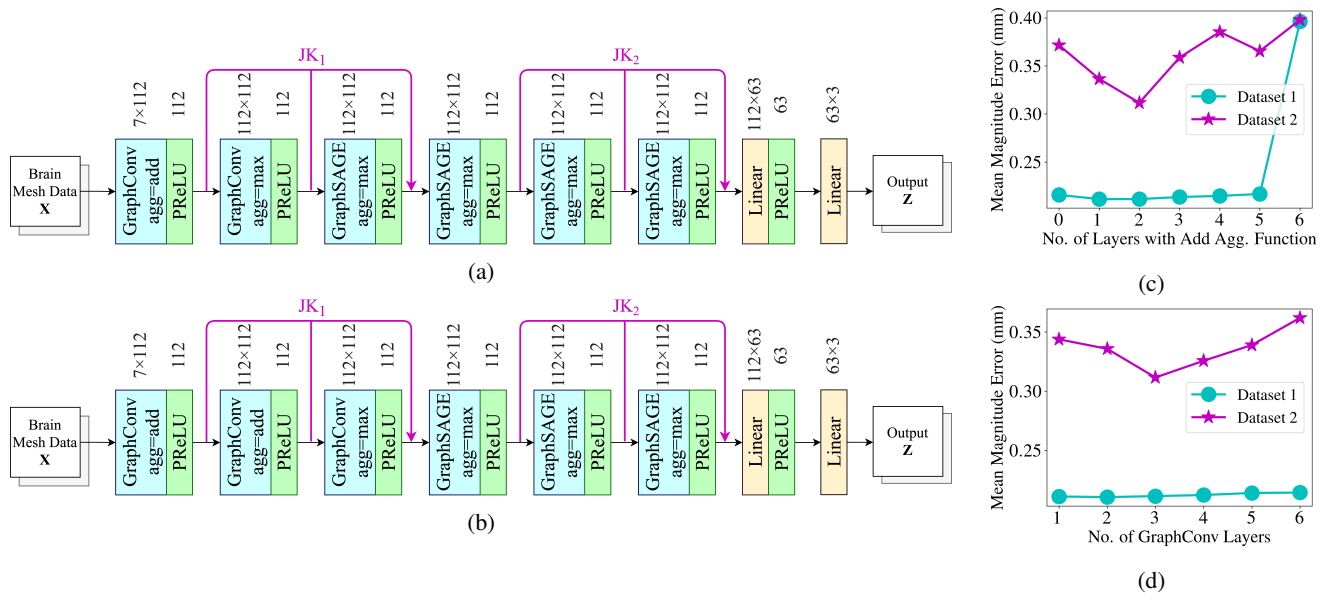 JK₁
JK₂
7×112
112
112×112
112
112×112
112
112×112
112
112×112
112
112×112
112
112×63
63
63×3
Brain
Mesh Data
X
GraphConv
agg=add
PReLU
GraphConv
agg=max
PReLU
GraphSAGE
agg=max
PReLU
GraphSAGE
agg=max
PReLU
GraphSAGE
agg=max
PReLU
GraphSAGE
agg=max
PReLU
Linear
PReLU
Linear
Output
Z
(a)
JK₁
JK₂
7×112
112
112×112
112
112×112
112
112×112
112
112×112
112
112×112
112
112×63
63
63×3
Brain
Mesh Data
X
GraphConv
agg=add
PReLU
GraphConv
agg=add
PReLU
GraphConv
agg=max
PReLU
GraphSAGE
agg=max
PReLU
GraphSAGE
agg=max
PReLU
GraphSAGE
agg=max
PReLU
Linear
PReLU
Linear
Output
Z
(b)
Mean Magnitude Error (mm)
0.40
0.35
0.30
0.25
Dataset 1
Dataset 2
0 1 2 3 4 5 6
No. of Layers with Add Agg. Function
(c)
Mean Magnitude Error (mm)
0.35
0.30
0.25
Dataset 1
Dataset 2
1 2 3 4 5 6
No. of GraphConv Layers
(d)